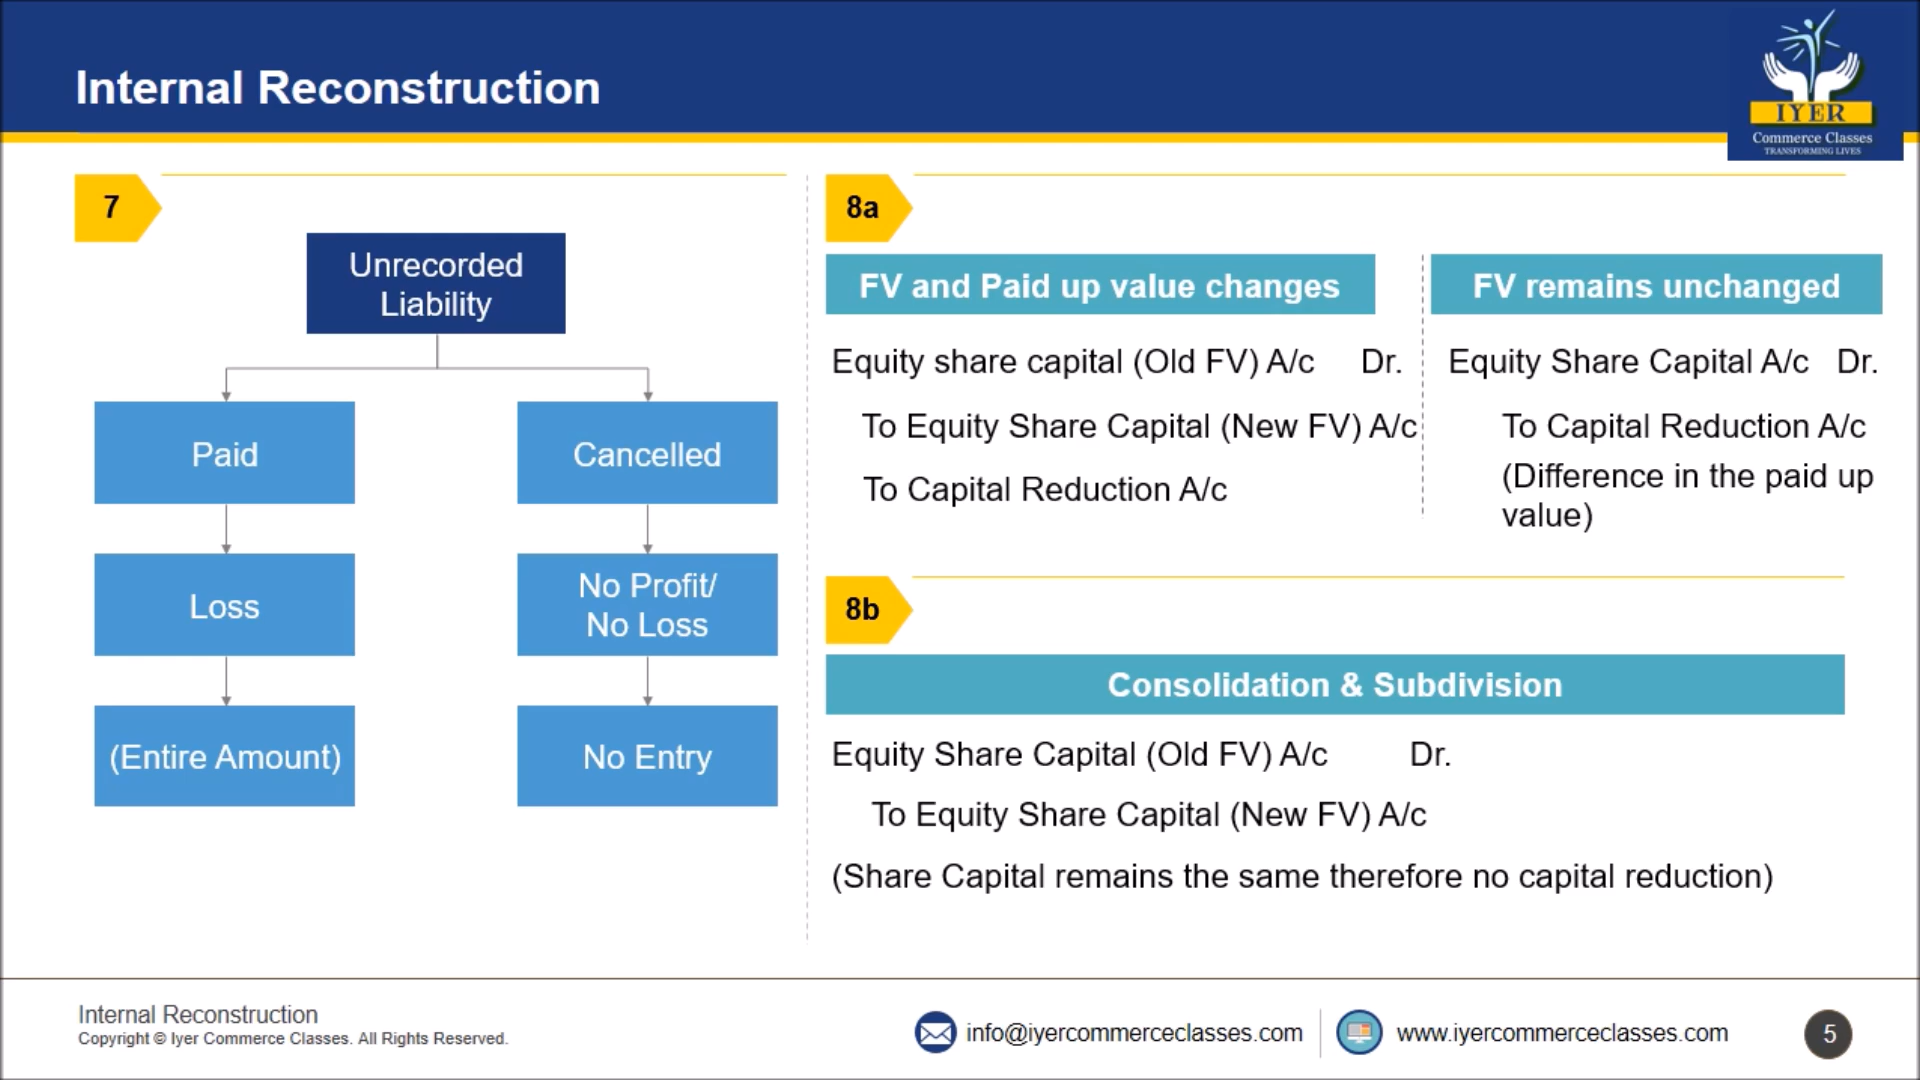 Internal Reconstruction
IYER
Commerce Classes
TRANSFORMING LIVES
7
Unrecorded
Liability
Paid
Cancelled
Loss
No Profit/
No Loss
(Entire Amount)
No Entry
8a
FV and Paid up value changes
Equity share capital (Old FV) A/c Dr.
To Equity Share Capital (New FV) A/c
To Capital Reduction A/c
FV remains unchanged
Equity Share Capital A/c Dr.
To Capital Reduction A/c
(Difference in the paid up
value)
8b
Consolidation & Subdivision
Equity Share Capital (Old FV) A/c Dr.
To Equity Share Capital (New FV) A/c
(Share Capital remains the same therefore no capital reduction)
Internal Reconstruction
Copyright © Iyer Commerce Classes. All Rights Reserved.
info@iyercommerceclasses.com
www.iyercommerceclasses.com
5